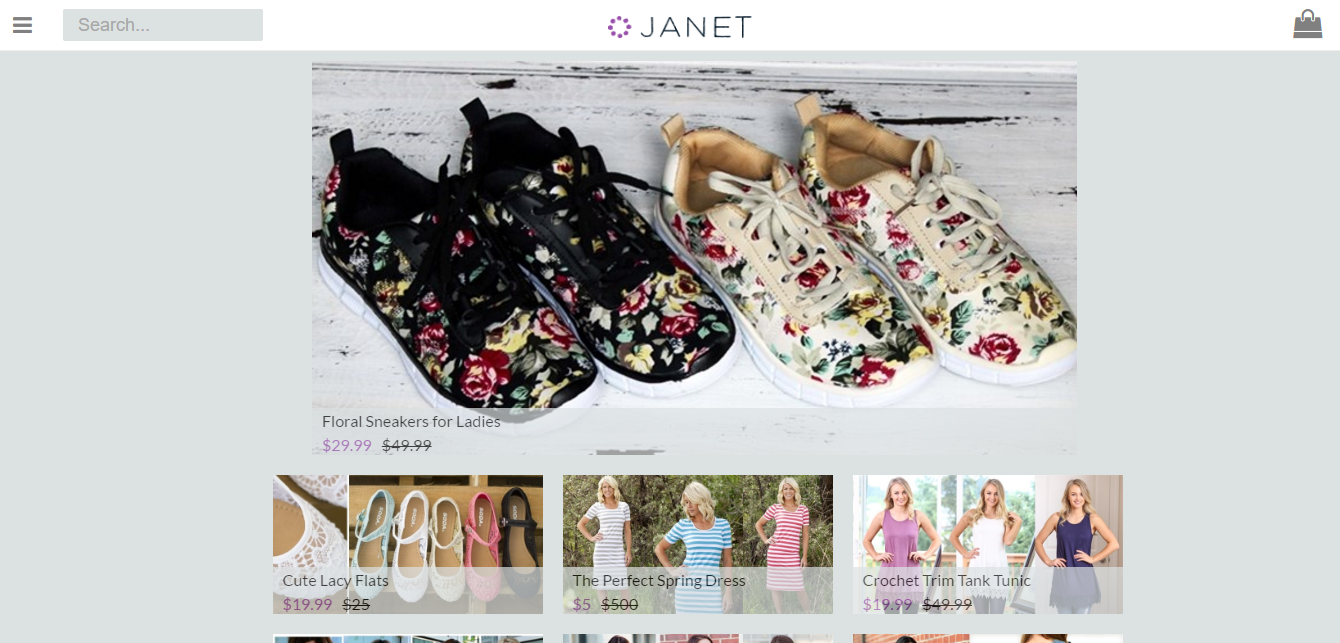 Search...
JANET
Floral Sneakers for Ladies
$29.99 $49.99
Cute Lacy Flats
$19.99 $25
The Perfect Spring Dress
$5 $500
Crochet Trim Tank Tunic
$19.99 $49.99